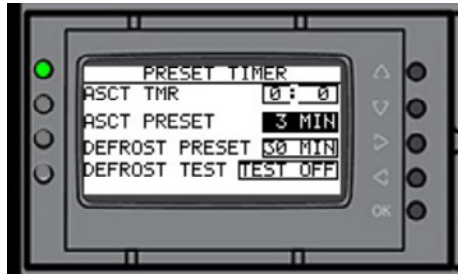 PRESET TIMER
ASCT TMR 0: 0
ASCT PRESET 3 MIN
DEFROST PRESET 30 MIN
DEFROST TEST TEST OFF
OK